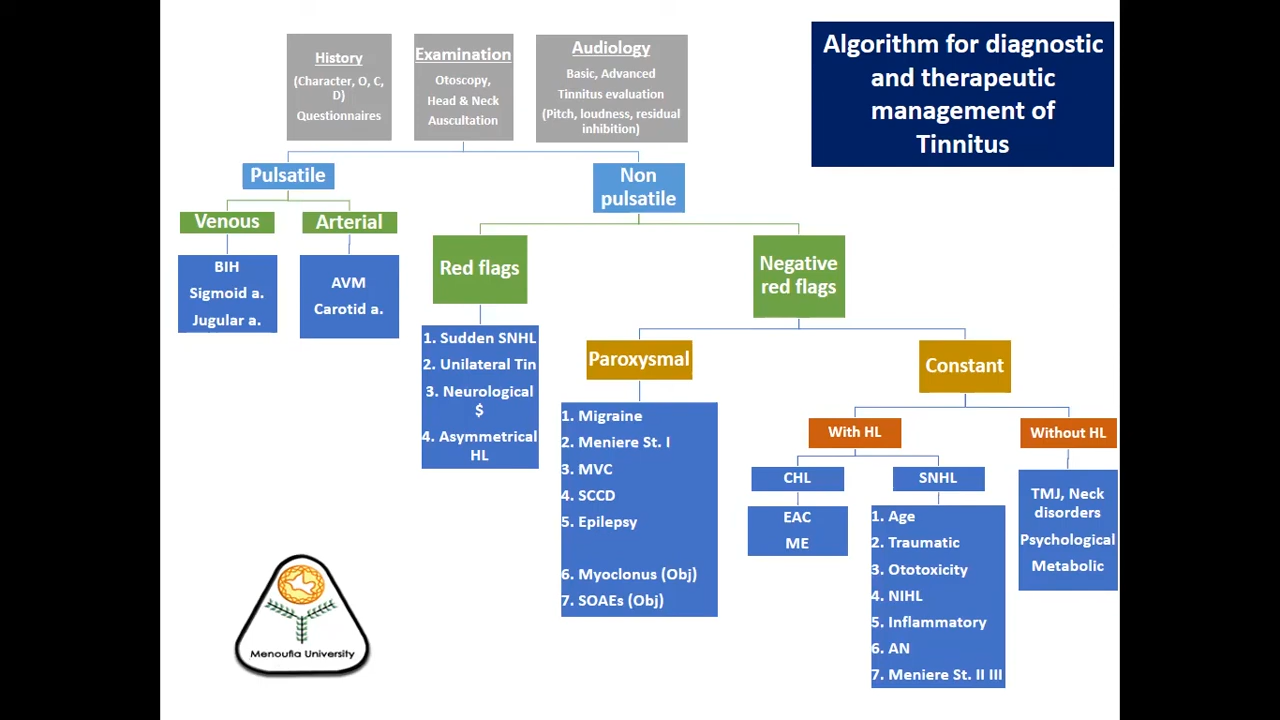 Algorithm for diagnostic
and therapeutic
management of
Tinnitus
History
(Character, O, C,
D)
Questionnaires
Examination
Otoscopy,
Head & Neck
Auscultation
Audiology
Basic, Advanced
Tinnitus evaluation
(Pitch, loudness, residual
inhibition)
Pulsatile
Non
pulsatile
Venous
Arterial
BIH
Sigmoid a.
Jugular a.
AVM
Carotid a.
Red flags
Negative
red flags
1. Sudden SNHL
2. Unilateral Tin
3. Neurological
$
4. Asymmetrical
HL
Paroxysmal
Constant
1. Migraine
2. Meniere St. I
3. MVC
4. SCCD
5. Epilepsy
6. Myoclonus (Obj)
7. SOAEs (Obj)
With HL
Without HL
CHL
SNHL
EAC
ME
1. Age
2. Traumatic
3. Ototoxicity
4. NIHL
5. Inflammatory
6. AN
7. Meniere St. II III
TMJ, Neck
disorders
Psychological
Metabolic
Menoufia University